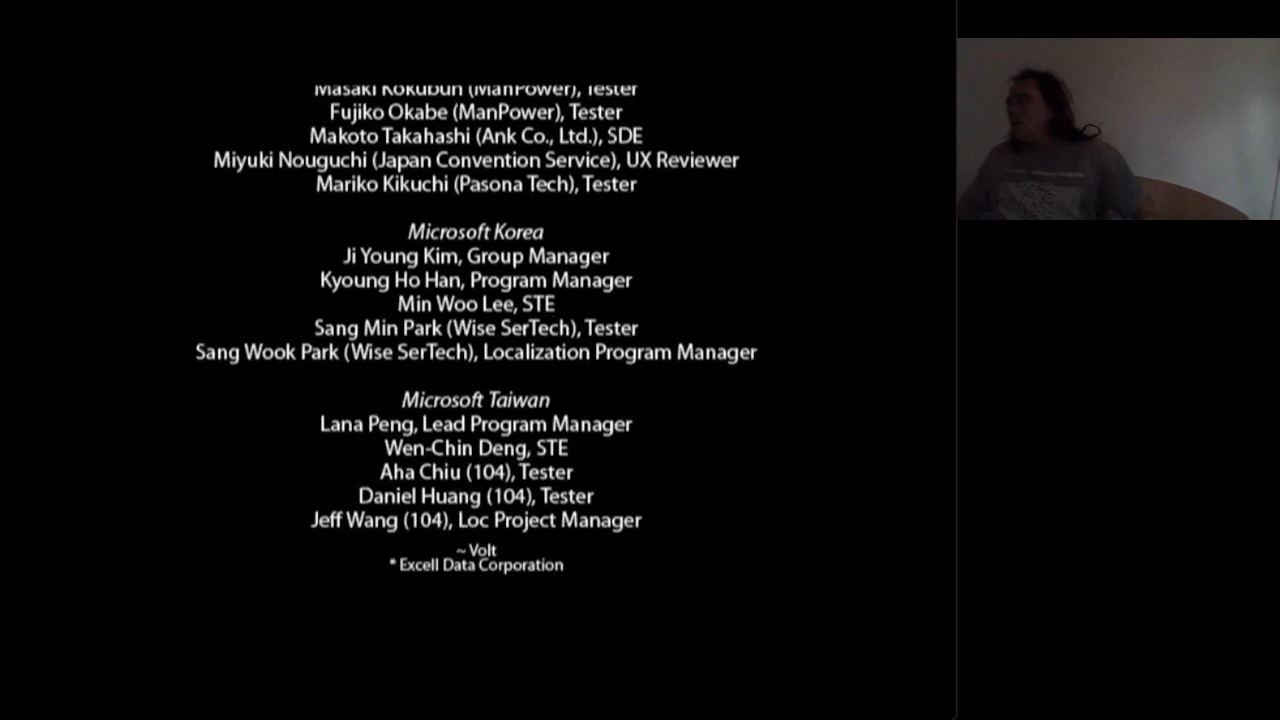 Masaki Kokubun (ManPower), Tester
Fujiko Okabe (ManPower), Tester
Makoto Takahashi (Ank Co., Ltd.), SDE
Miyuki Nouguchi (Japan Convention Service), UX Reviewer
Mariko Kikuchi (Pasona Tech), Tester
Microsoft Korea
Ji Young Kim, Group Manager
Kyoung Ho Han, Program Manager
Min Woo Lee, STE
Sang Min Park (Wise SerTech), Tester
Sang Wook Park (Wise SerTech), Localization Program Manager
Microsoft Taiwan
Lana Peng, Lead Program Manager
Wen-Chin Deng, STE
Aha Chiu (104), Tester
Daniel Huang (104), Tester
Jeff Wang (104), Loc Project Manager
~ Volt
* Excell Data Corporation